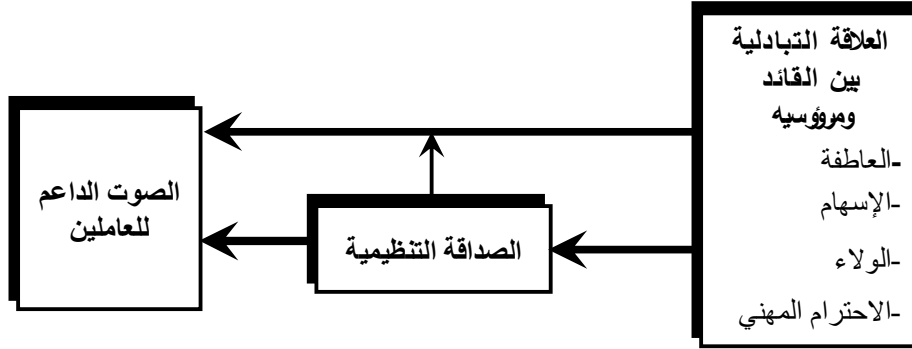 العلاقة التبادلية
بين القائد
ومرؤوسيه
-العاطفة
-الإسهام
-الولاء
-الاحترام المهني
الصداقة التنظيمية
الصوت الداعم
للعاملين